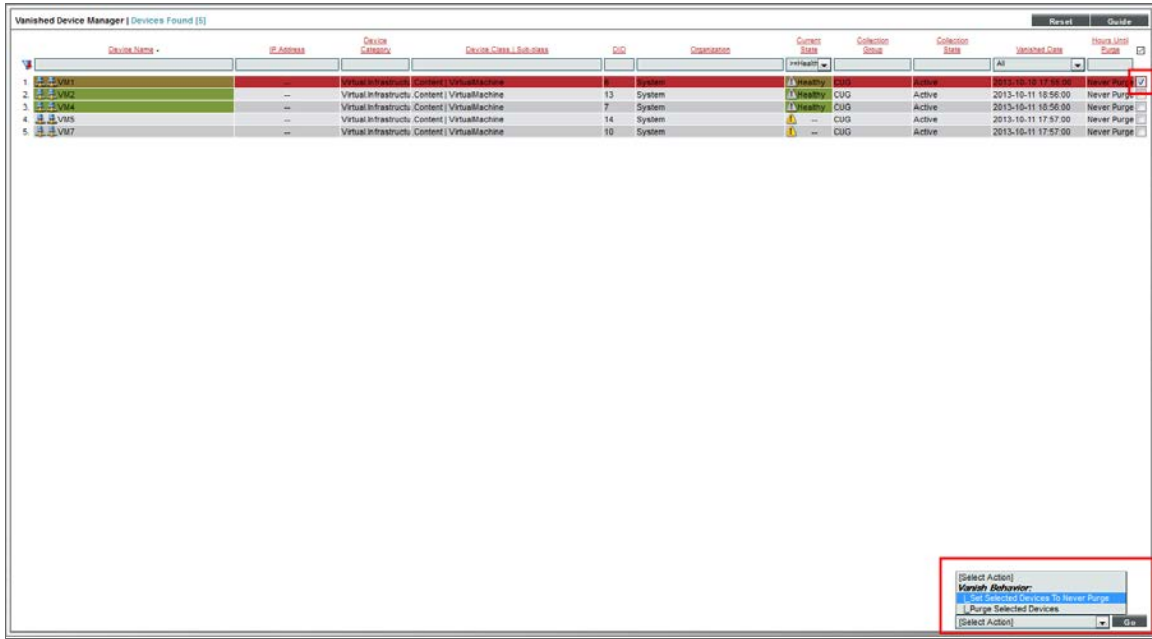 Vanished Device Manager | Devices Found [5] Reset Guide
Device Name IP Address Device Category Device Class | Sub-class DID Organization Current State Collection Group Collection State Vanished Date Hours Until Purge
>=Health All
1. VM1 -- Virtual.Infrastructu Content | VirtualMachine 6 System Healthy CUG Active 2013-10-10 17:55:00 Never Purge
2. VM2 -- Virtual.Infrastructu Content | VirtualMachine 13 System Healthy CUG Active 2013-10-11 18:56:00 Never Purge
3. VM4 -- Virtual.Infrastructu Content | VirtualMachine 7 System Healthy CUG Active 2013-10-11 18:56:00 Never Purge
4. VM5 -- Virtual.Infrastructu Content | VirtualMachine 14 System -- CUG Active 2013-10-11 17:57:00 Never Purge
5. VM7 -- Virtual.Infrastructu Content | VirtualMachine 10 System -- CUG Active 2013-10-11 17:57:00 Never Purge
[Select Action]
Vanish Behavior:
|_Set Selected Devices To Never Purge
|_Purge Selected Devices
[Select Action] Go